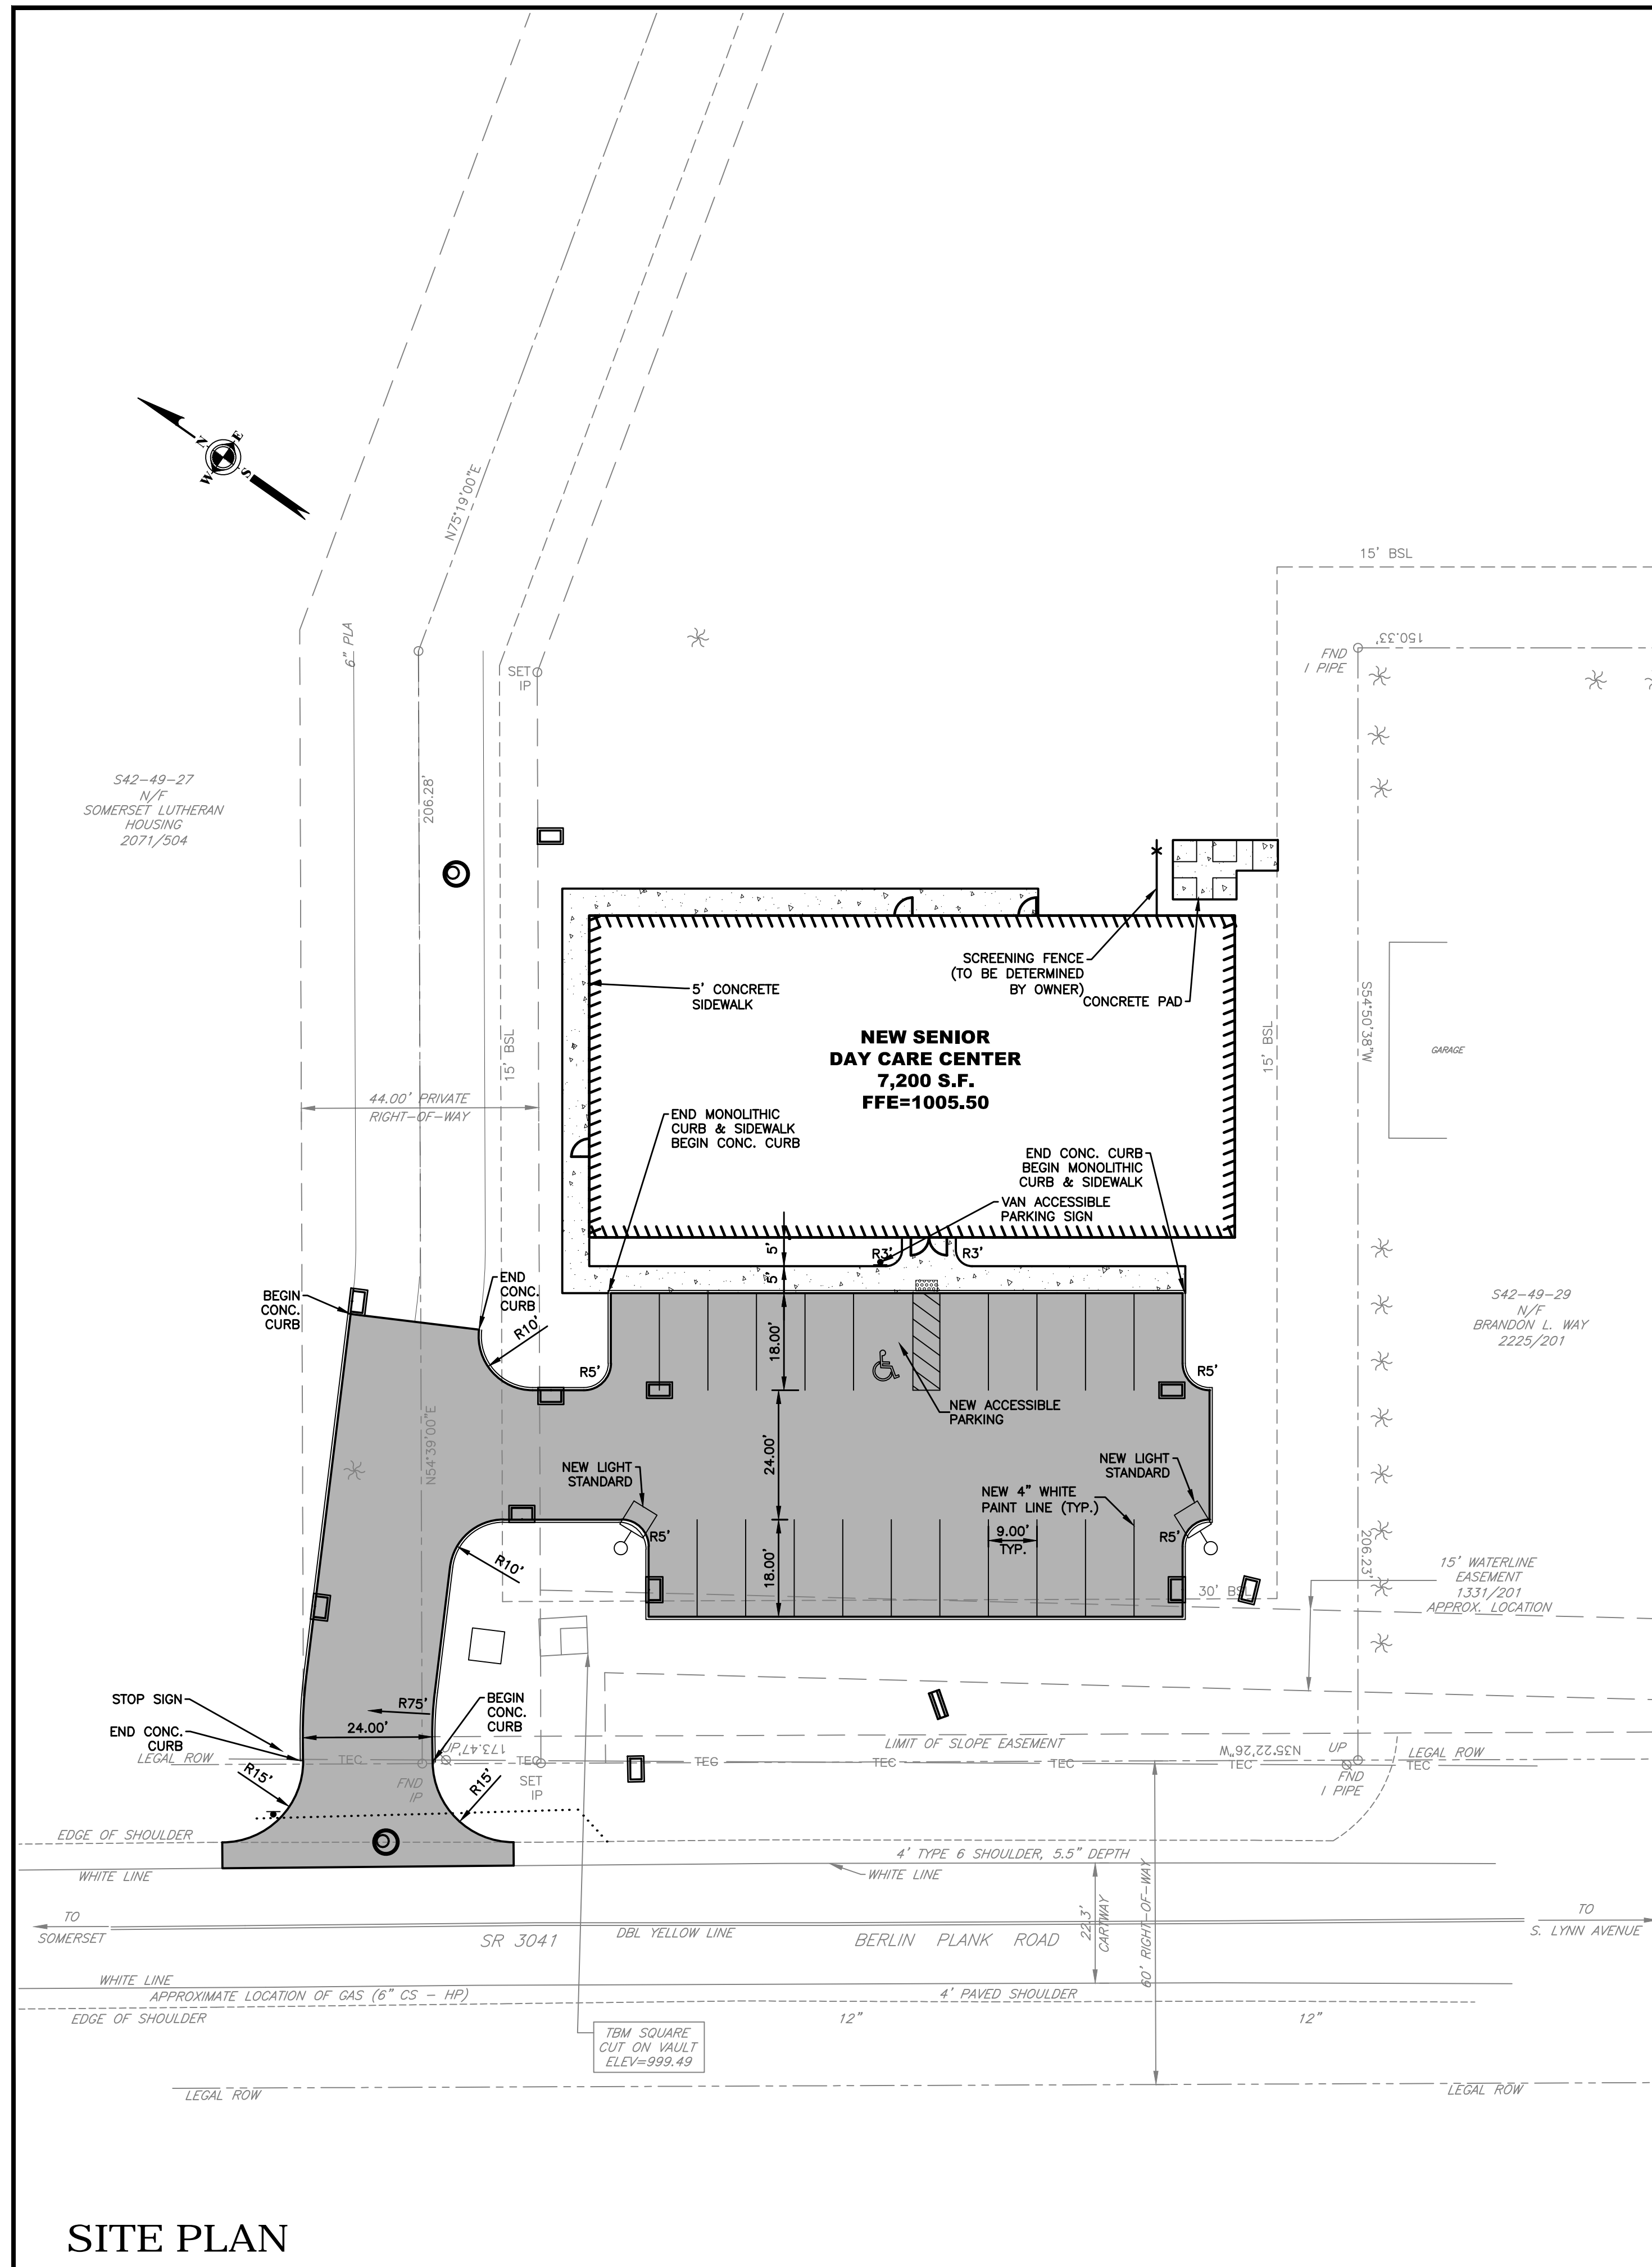 N
E
W
S
N75°19'00"E
15' BSL
150.33'
FND
I PIPE
6" PLA
SET
IP
S42-49-27
N/F
SOMERSET LUTHERAN
HOUSING
2071/504
206.28'
SCREENING FENCE
(TO BE DETERMINED
BY OWNER)
CONCRETE PAD
5' CONCRETE
SIDEWALK
NEW SENIOR
DAY CARE CENTER
7,200 S.F.
FFE=1005.50
15' BSL
15' BSL
S54°50'38"W
GARAGE
44.00' PRIVATE
RIGHT-OF-WAY
END MONOLITHIC
CURB & SIDEWALK
BEGIN CONC. CURB
END CONC. CURB
BEGIN MONOLITHIC
CURB & SIDEWALK
VAN ACCESSIBLE
PARKING SIGN
5'
R3'
R3'
5'
BEGIN
CONC.
CURB
END
CONC.
CURB
R10'
R5'
18.00'
R5'
S42-49-29
N/F
BRANDON L. WAY
2225/201
NEW ACCESSIBLE
PARKING
N54°39'00"E
24.00'
NEW LIGHT
STANDARD
NEW LIGHT
STANDARD
NEW 4" WHITE
PAINT LINE (TYP.)
R5'
9.00'
TYP.
R5'
206.23'
R10'
18.00'
30' BSL
15' WATERLINE
EASEMENT
1331/201
APPROX. LOCATION
STOP SIGN
R75'
BEGIN
CONC.
CURB
24.00'
END CONC.
CURB
LEGAL ROW
TEC
UP
173.47'
TEC
TEC
TEC
LIMIT OF SLOPE EASEMENT
TEC
N35°22'26"W
TEC
UP
TEC
LEGAL ROW
R15'
FND
IP
R15'
SET
IP
FND
I PIPE
EDGE OF SHOULDER
4' TYPE 6 SHOULDER, 5.5" DEPTH
WHITE LINE
WHITE LINE
TO
SOMERSET
SR 3041
DBL YELLOW LINE
BERLIN PLANK ROAD
22.3'
CARTWAY
60' RIGHT-OF-WAY
TO
S. LYNN AVENUE
WHITE LINE
APPROXIMATE LOCATION OF GAS (6" CS - HP)
4' PAVED SHOULDER
EDGE OF SHOULDER
12"
12"
TBM SQUARE
CUT ON VAULT
ELEV=999.49
LEGAL ROW
LEGAL ROW
SITE PLAN